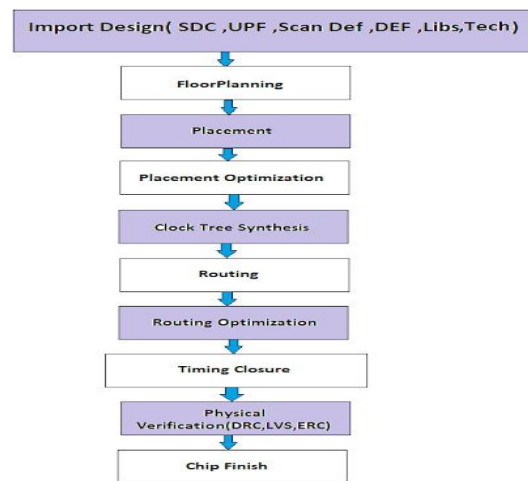 Import Design( SDC ,UPF ,Scan Def ,DEF ,Libs,Tech)
FloorPlanning
Placement
Placement Optimization
Clock Tree Synthesis
Routing
Routing Optimization
Timing Closure
Physical
Verification(DRC,LVS,ERC)
Chip Finish